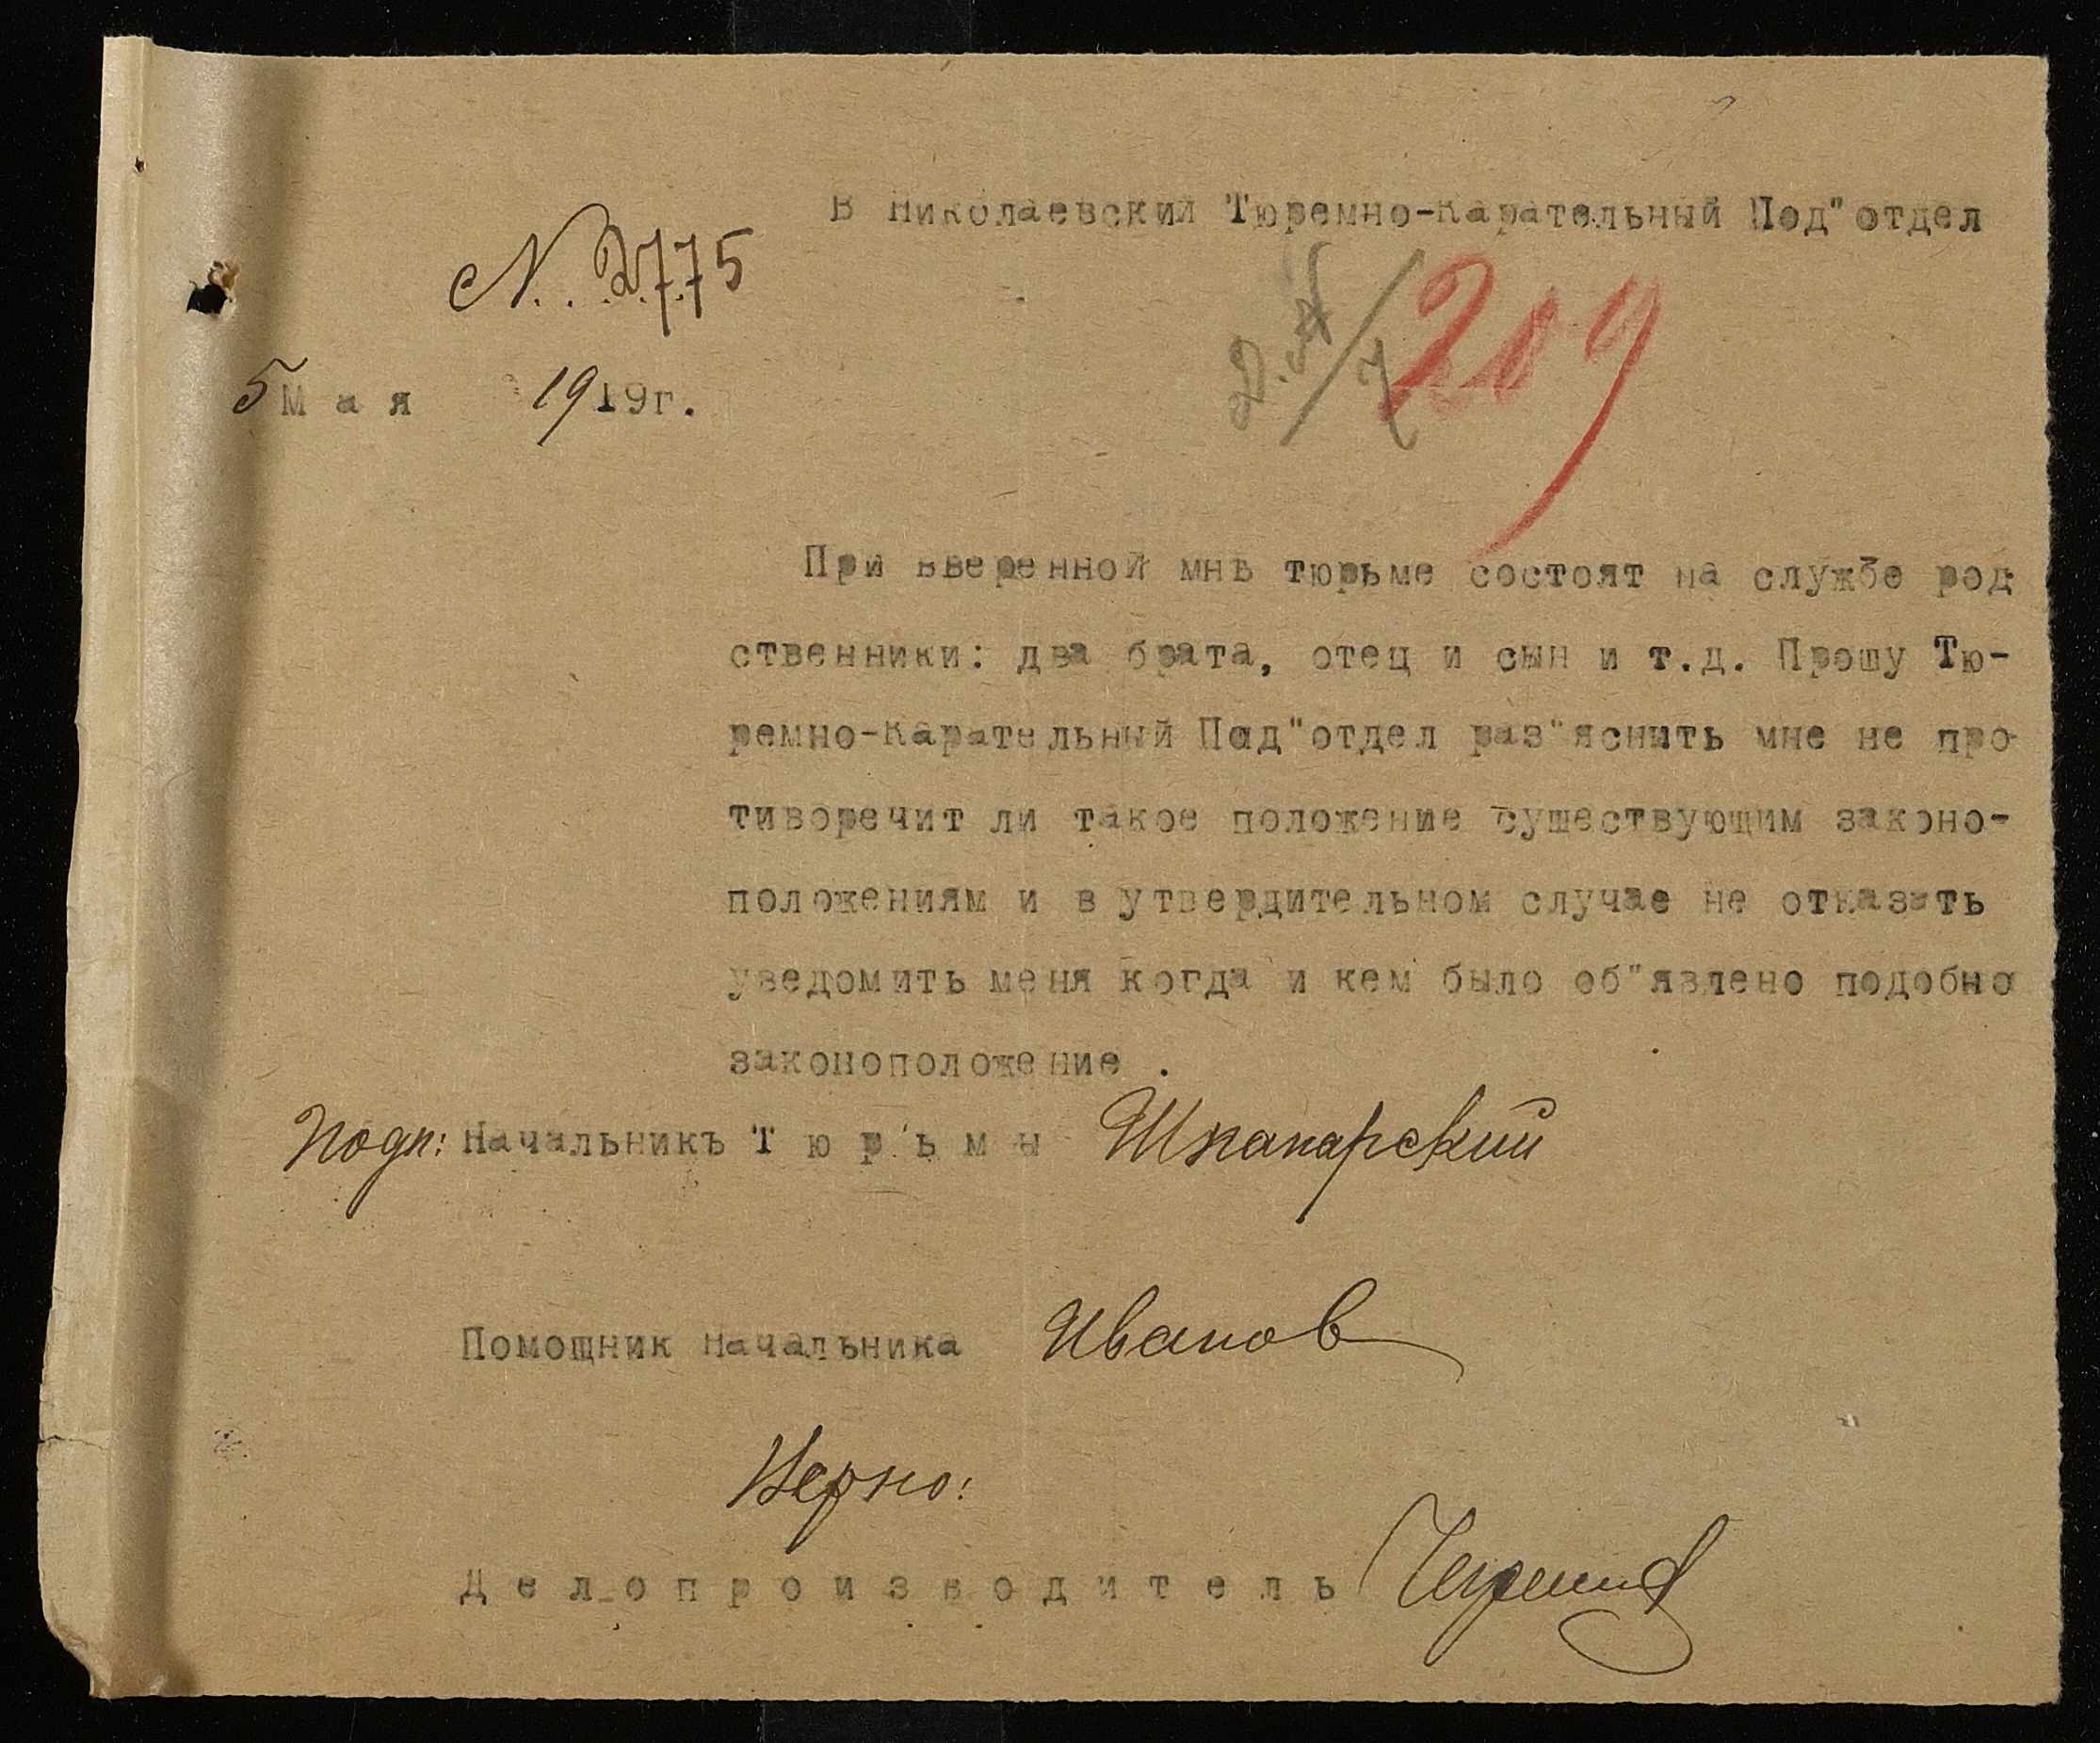 В Николаевский Тюремно-Карательный Под"отдел
N. 2775
209
5 Мая 1919г.
При вверенной мнѣ тюрьме состоят на службе род
ственники: два брата, отец и сын и т.д. Прошу Тю-
ремно-Карательный Под"отдел раз"яснить мне не про
тиворечит ли такое положение существующим законо-
положениям и в утвердительном случае не отказать
уведомить меня когда и кем было об"явлено подобно
законоположение .
Подп: Начальникъ Тюрьмы Шкапарский
Помощник Начальника Иванов
Верно:
Делопроизводитель